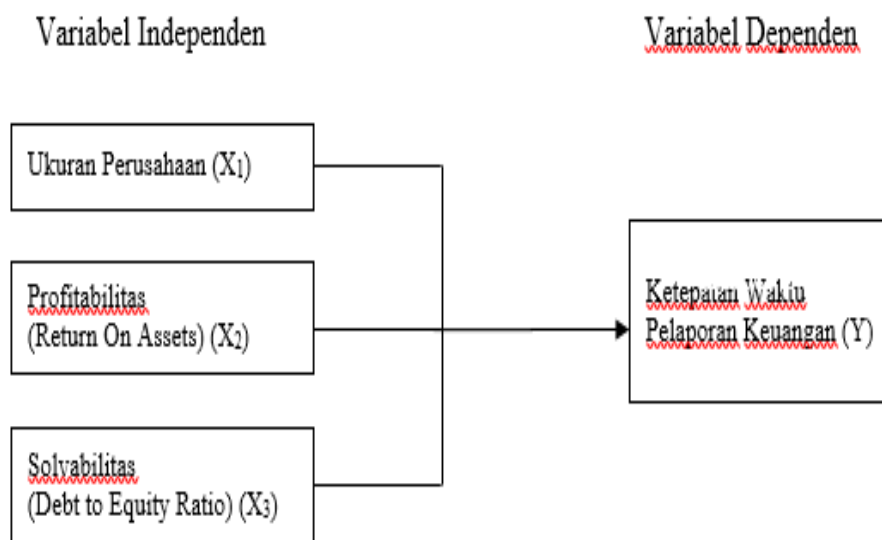 Variabel Independen
Variabel Dependen
Ukuran Perusahaan (X₁)
Profitabilitas
(Return On Assets) (X₂)
Solvabilitas
(Debt to Equity Ratio) (X₃)
Ketepatan Waktu
Pelaporan Keuangan (Y)